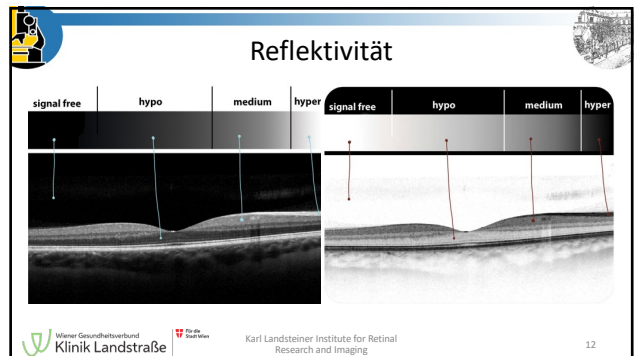 Reflektivität
signal free hypo medium hyper
signal free hypo medium hyper
Wiener Gesundheitsverbund
Klinik Landstraße
Für die
Stadt Wien
Karl Landsteiner Institute for Retinal
Research and Imaging
12